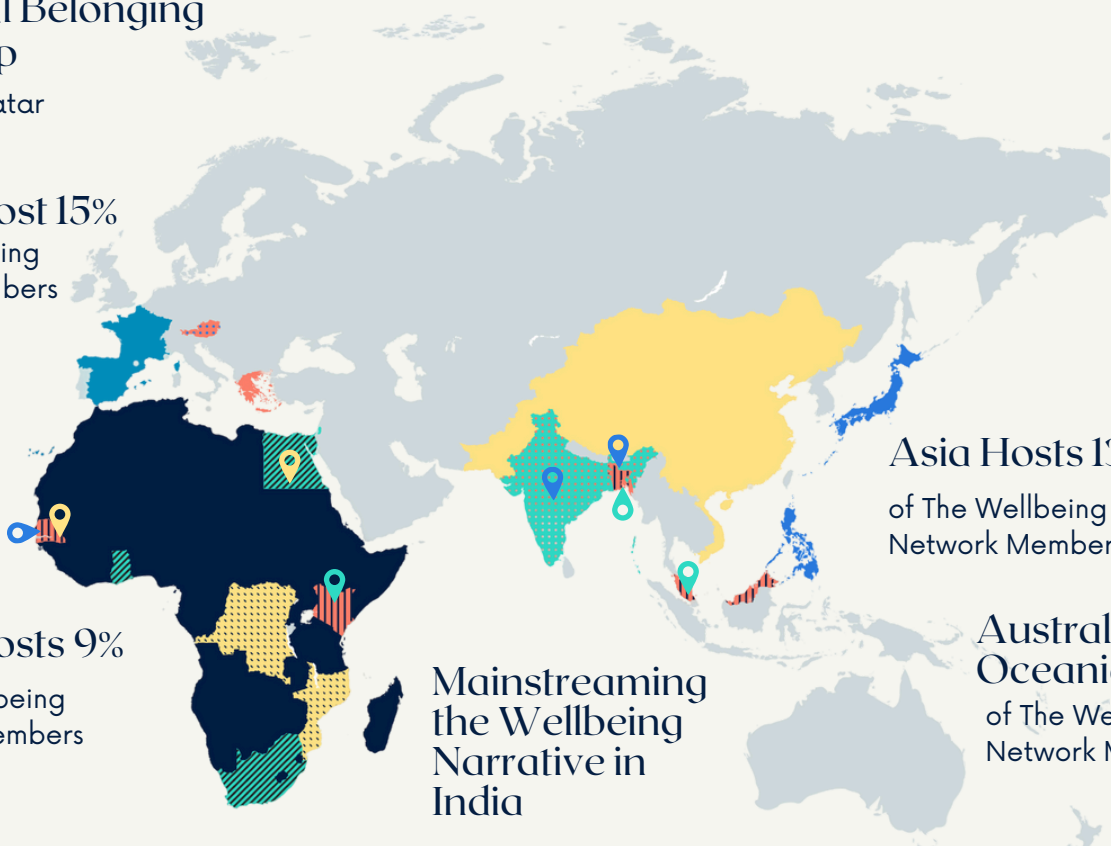 Belonging
p
atar
ost 15%
ing
bers
Asia Hosts 1
of The Wellbeing
Network Member
osts 9%
being
embers
Austral
Oceani
of The We
Network M
Mainstreaming
the Wellbeing
Narrative in
India